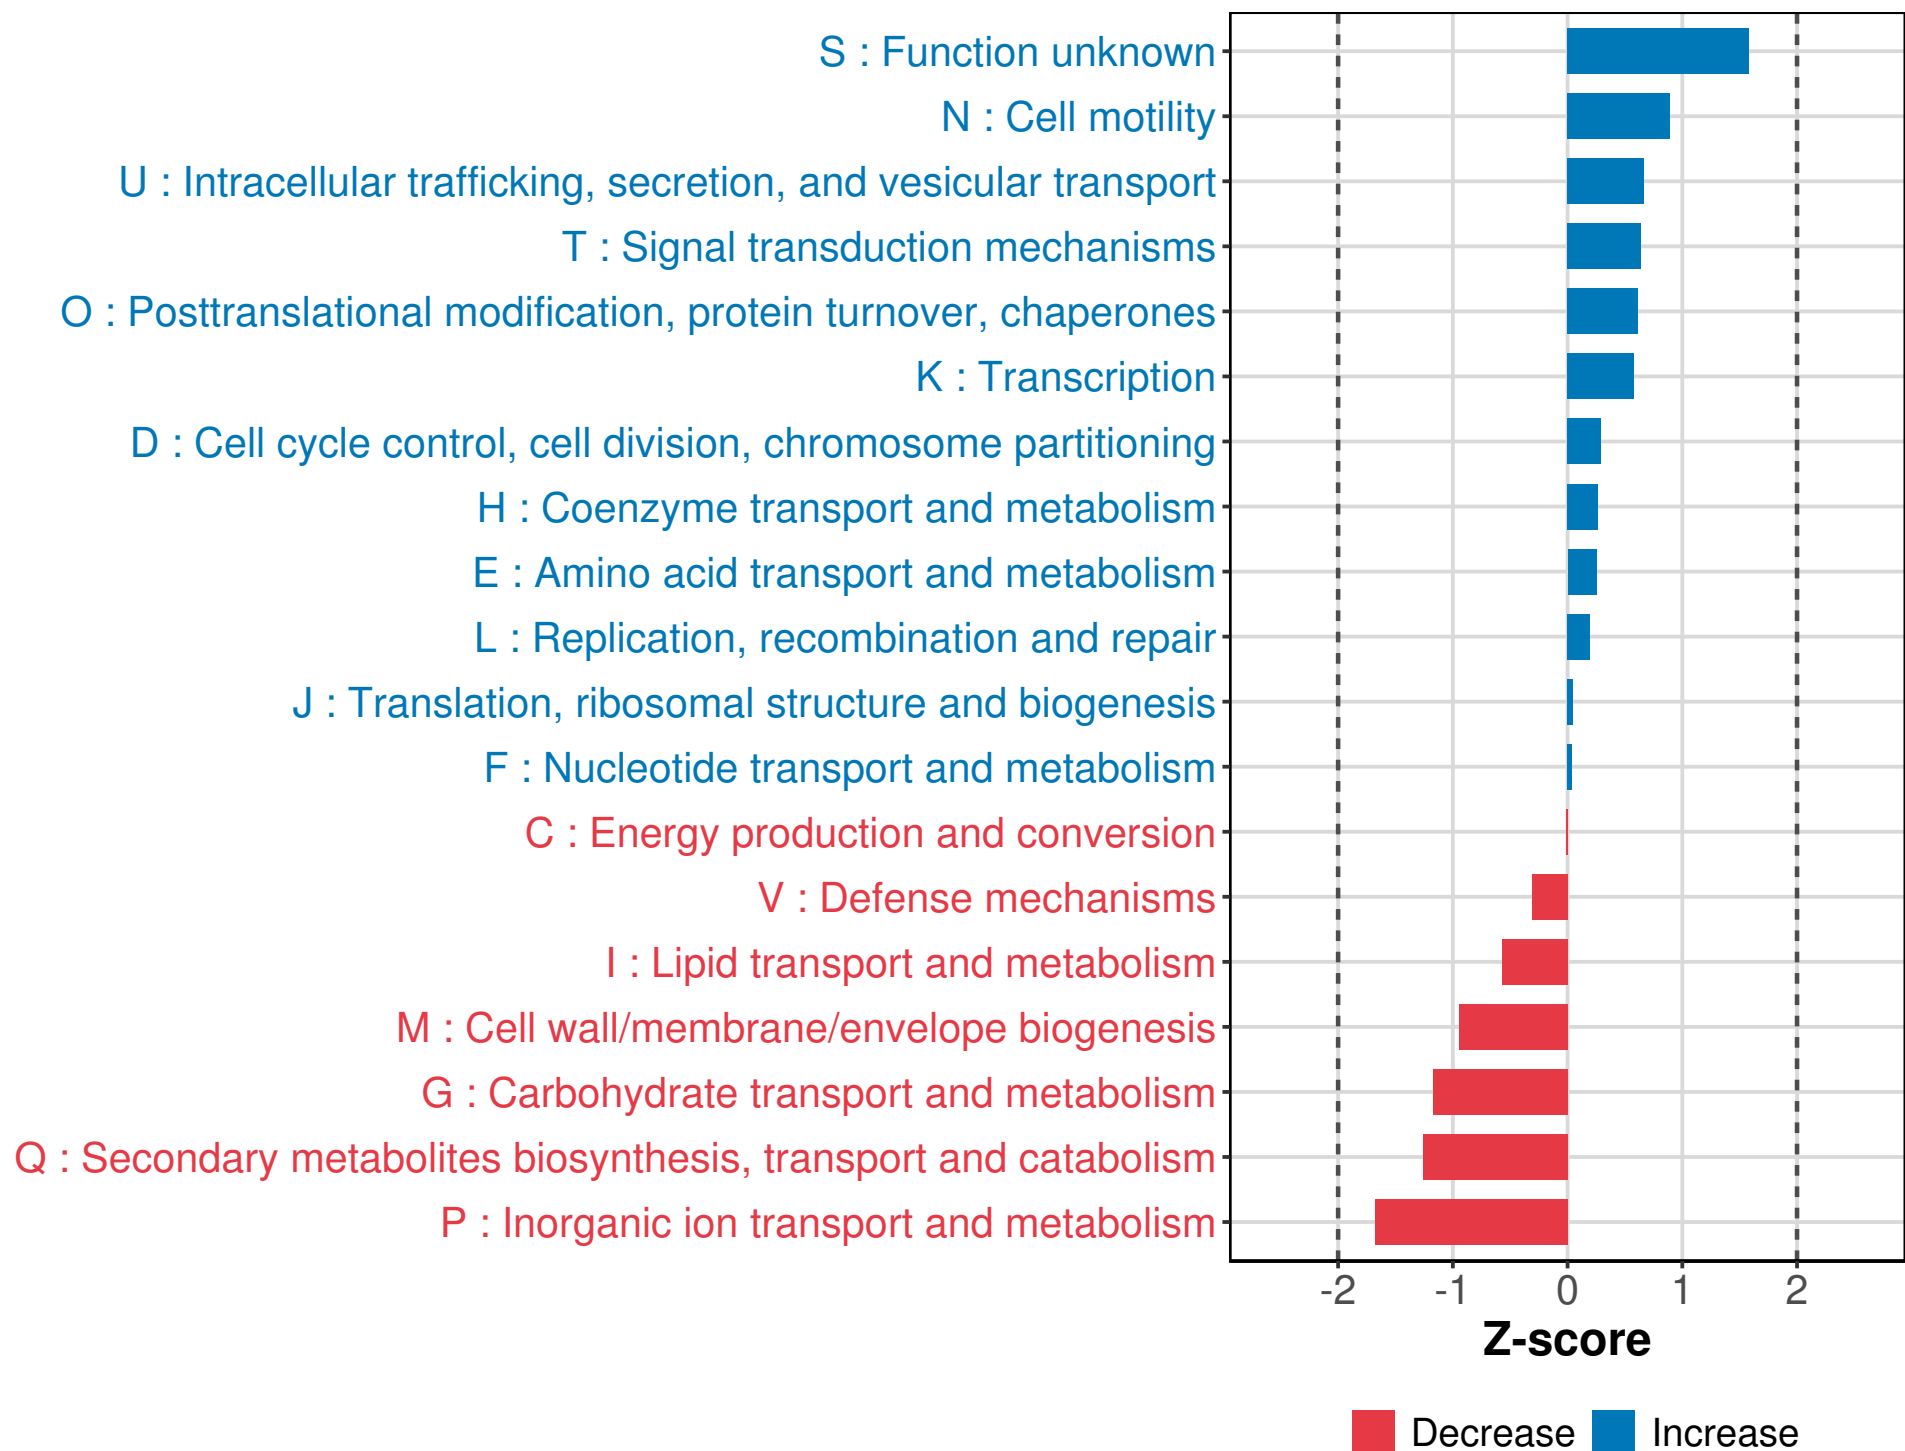 S : Function unknown
N : Cell motility
U : Intracellular trafficking, secretion, and vesicular transport
T : Signal transduction mechanisms
O : Posttranslational modification, protein turnover, chaperones
K : Transcription
D : Cell cycle control, cell division, chromosome partitioning
H : Coenzyme transport and metabolism
E : Amino acid transport and metabolism
L : Replication, recombination and repair
J : Translation, ribosomal structure and biogenesis
F : Nucleotide transport and metabolism
C : Energy production and conversion
V : Defense mechanisms
I : Lipid transport and metabolism
M : Cell wall/membrane/envelope biogenesis
G : Carbohydrate transport and metabolism
Q : Secondary metabolites biosynthesis, transport and catabolism
P : Inorganic ion transport and metabolism
-2 -1 0 1 2
Z-score
Decrease Increase